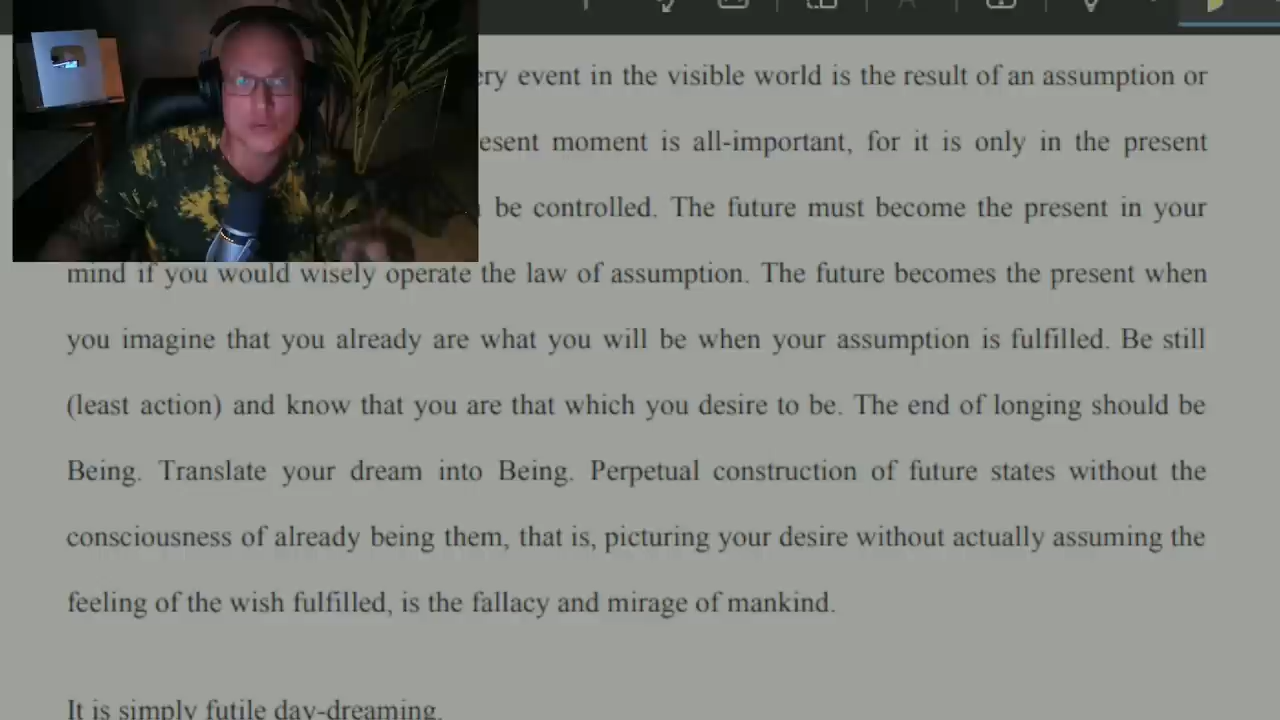 ery event in the visible world is the result of an assumption or
esent moment is all-important, for it is only in the present
be controlled. The future must become the present in your
mind if you would wisely operate the law of assumption. The future becomes the present when
you imagine that you already are what you will be when your assumption is fulfilled. Be still
(least action) and know that you are that which you desire to be. The end of longing should be
Being. Translate your dream into Being. Perpetual construction of future states without the
consciousness of already being them, that is, picturing your desire without actually assuming the
feeling of the wish fulfilled, is the fallacy and mirage of mankind.
It is simply futile day-dreaming.